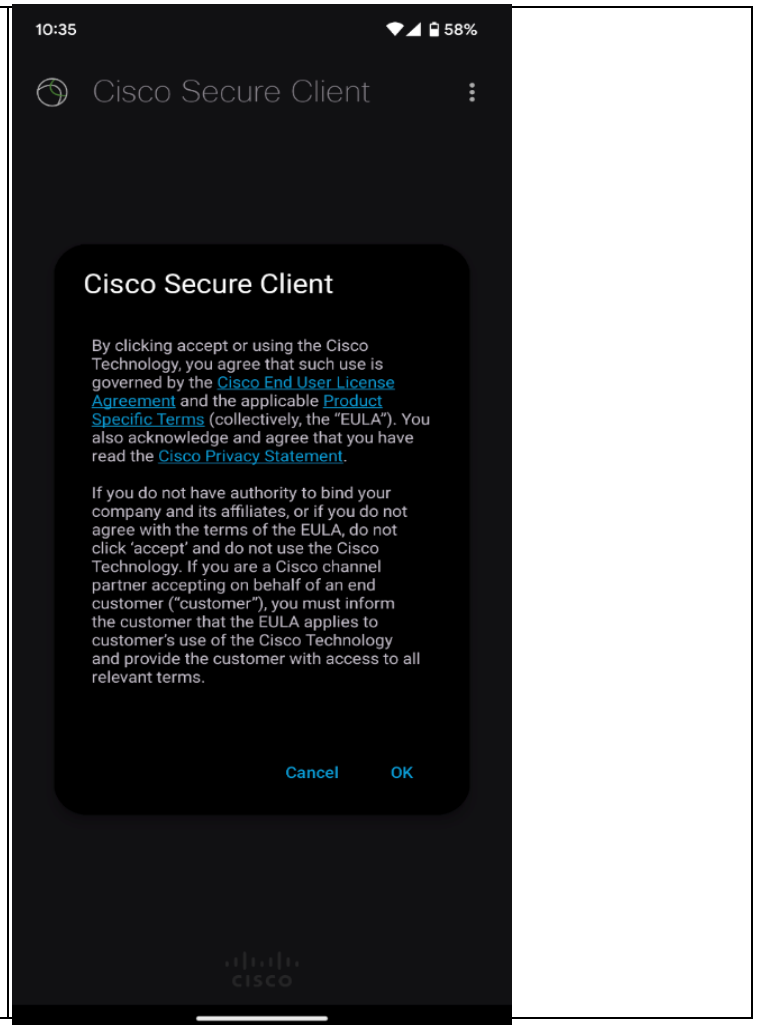 10:35 58%
Cisco Secure Client
Cisco Secure Client
By clicking accept or using the Cisco
Technology, you agree that such use is
governed by the Cisco End User License
Agreement and the applicable Product
Specific Terms (collectively, the “EULA”). You
also acknowledge and agree that you have
read the Cisco Privacy Statement.
If you do not have authority to bind your
company and its affiliates, or if you do not
agree with the terms of the EULA, do not
click ‘accept’ and do not use the Cisco
Technology. If you are a Cisco channel
partner accepting on behalf of an end
customer (“customer”), you must inform
the customer that the EULA applies to
customer’s use of the Cisco Technology
and provide the customer with access to all
relevant terms.
Cancel OK
CISCO